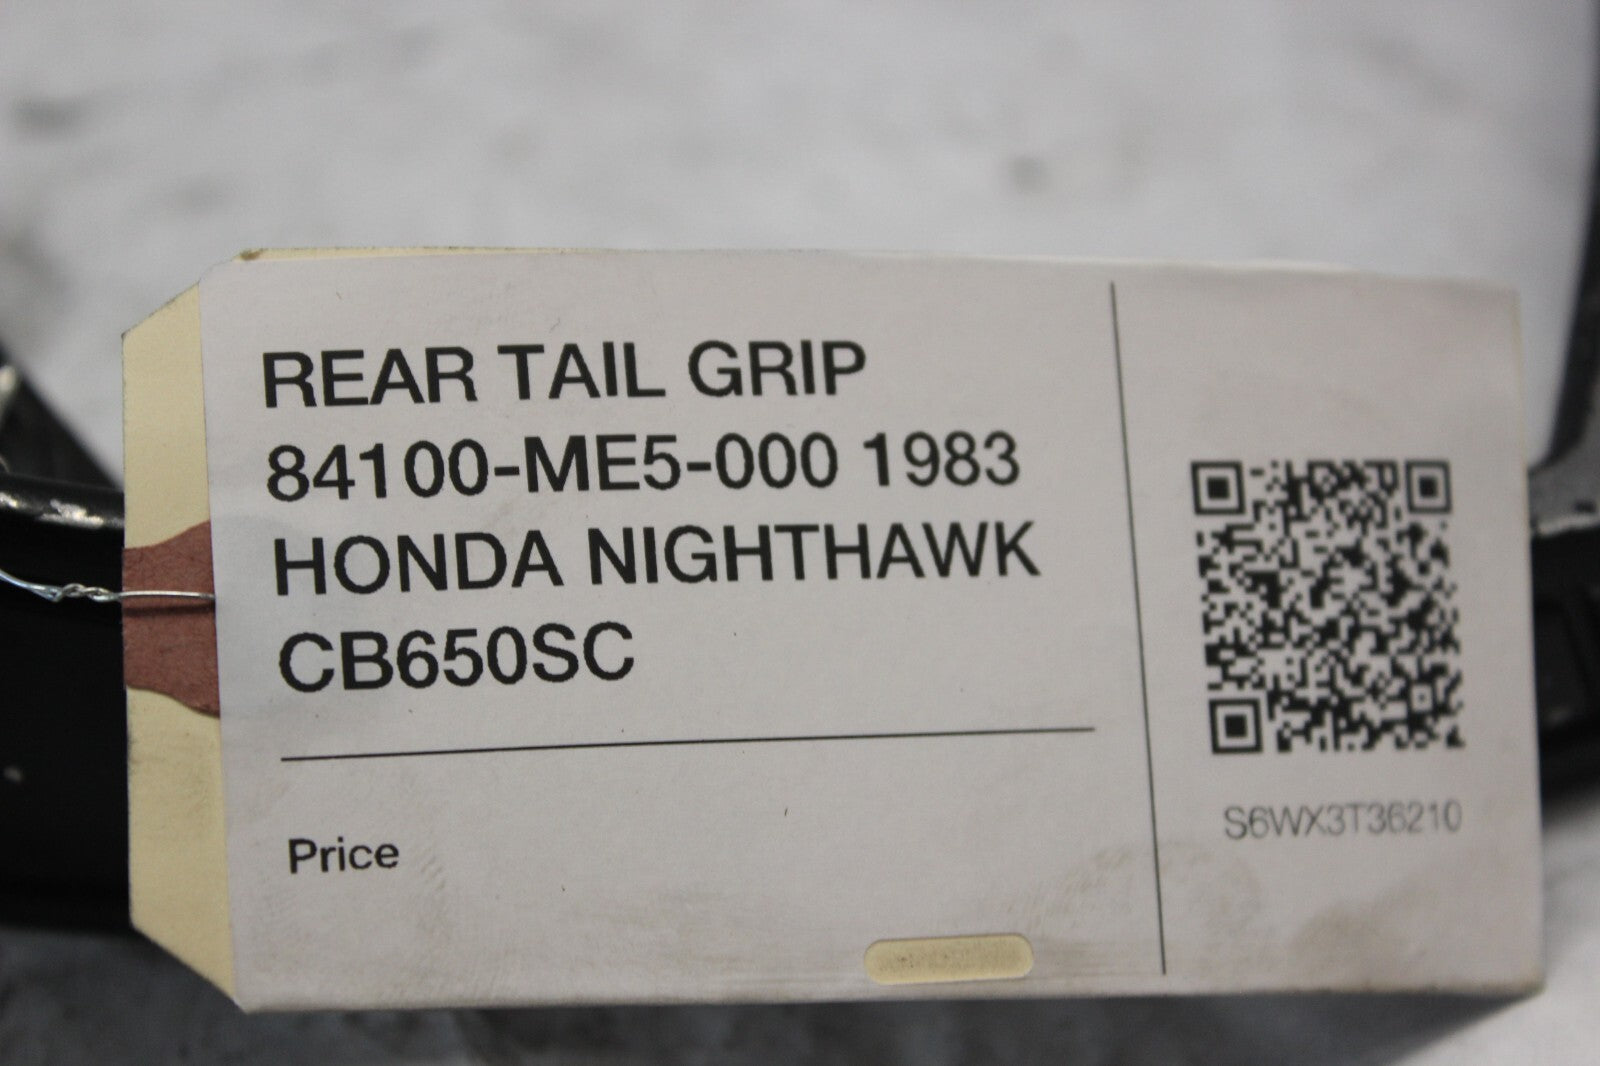 REAR TAIL GRIP
84100-ME5-000 1983
HONDA NIGHTHAWK
CB650SC
Price
S6WX3T36210